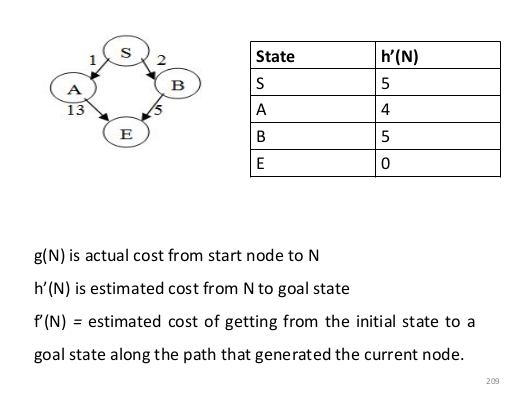 S
1
2
A
B
13
5
E
State h’(N)
S 5
A 4
B 5
E 0
g(N) is actual cost from start node to N
h’(N) is estimated cost from N to goal state
f’(N) = estimated cost of getting from the initial state to a
goal state along the path that generated the current node.
209